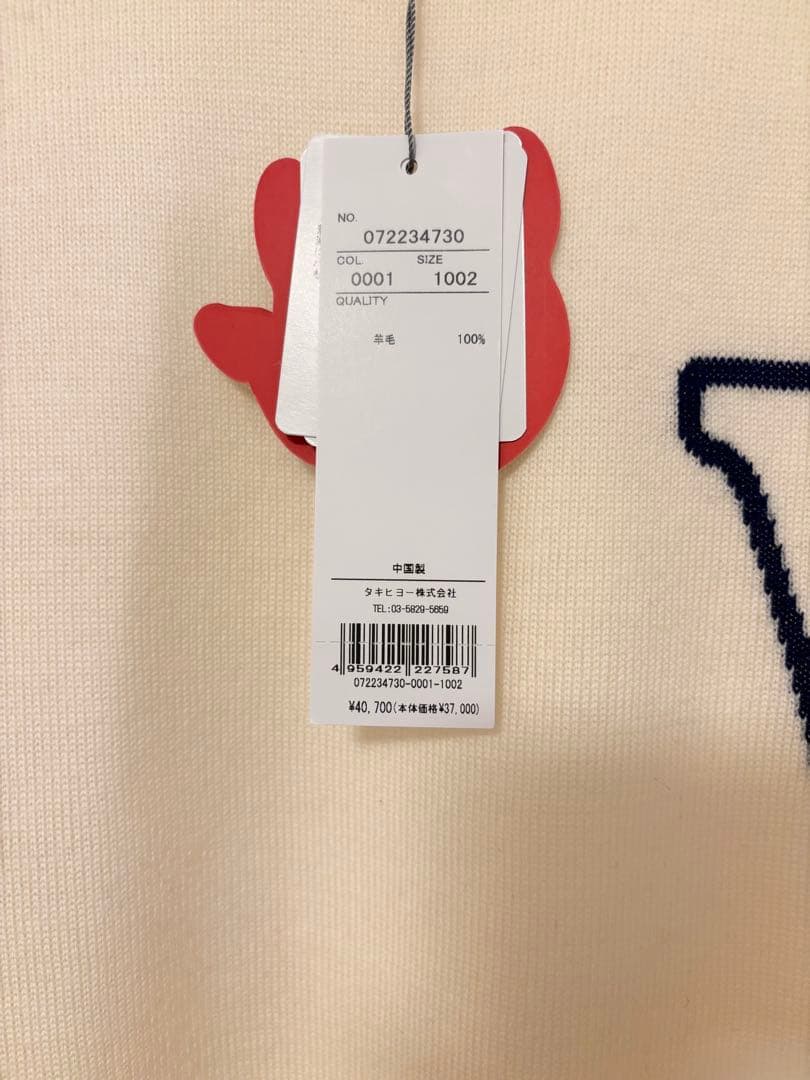 NO.
072234730
COL. SIZE
0001 1002
QUALITY
羊毛 100%
中国製
タキヒヨー株式会社
TEL:03-5829-5659
4 959422 227587
072234730-0001-1002
¥40,700(本体価格¥37,000)